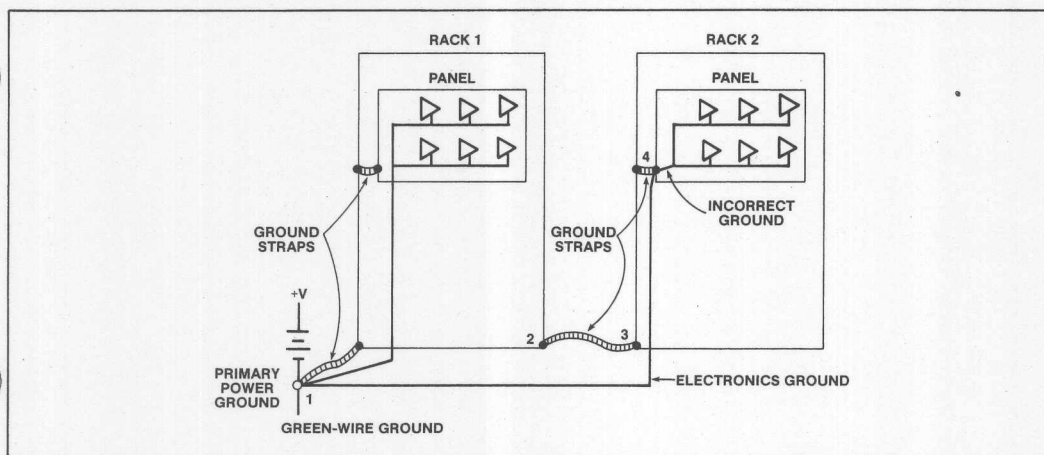 RACK 1
RACK 2
PANEL
PANEL
4
INCORRECT
GROUND
GROUND
STRAPS
GROUND
STRAPS
+V
2
3
PRIMARY
POWER
GROUND
1
ELECTRONICS GROUND
GREEN-WIRE GROUND